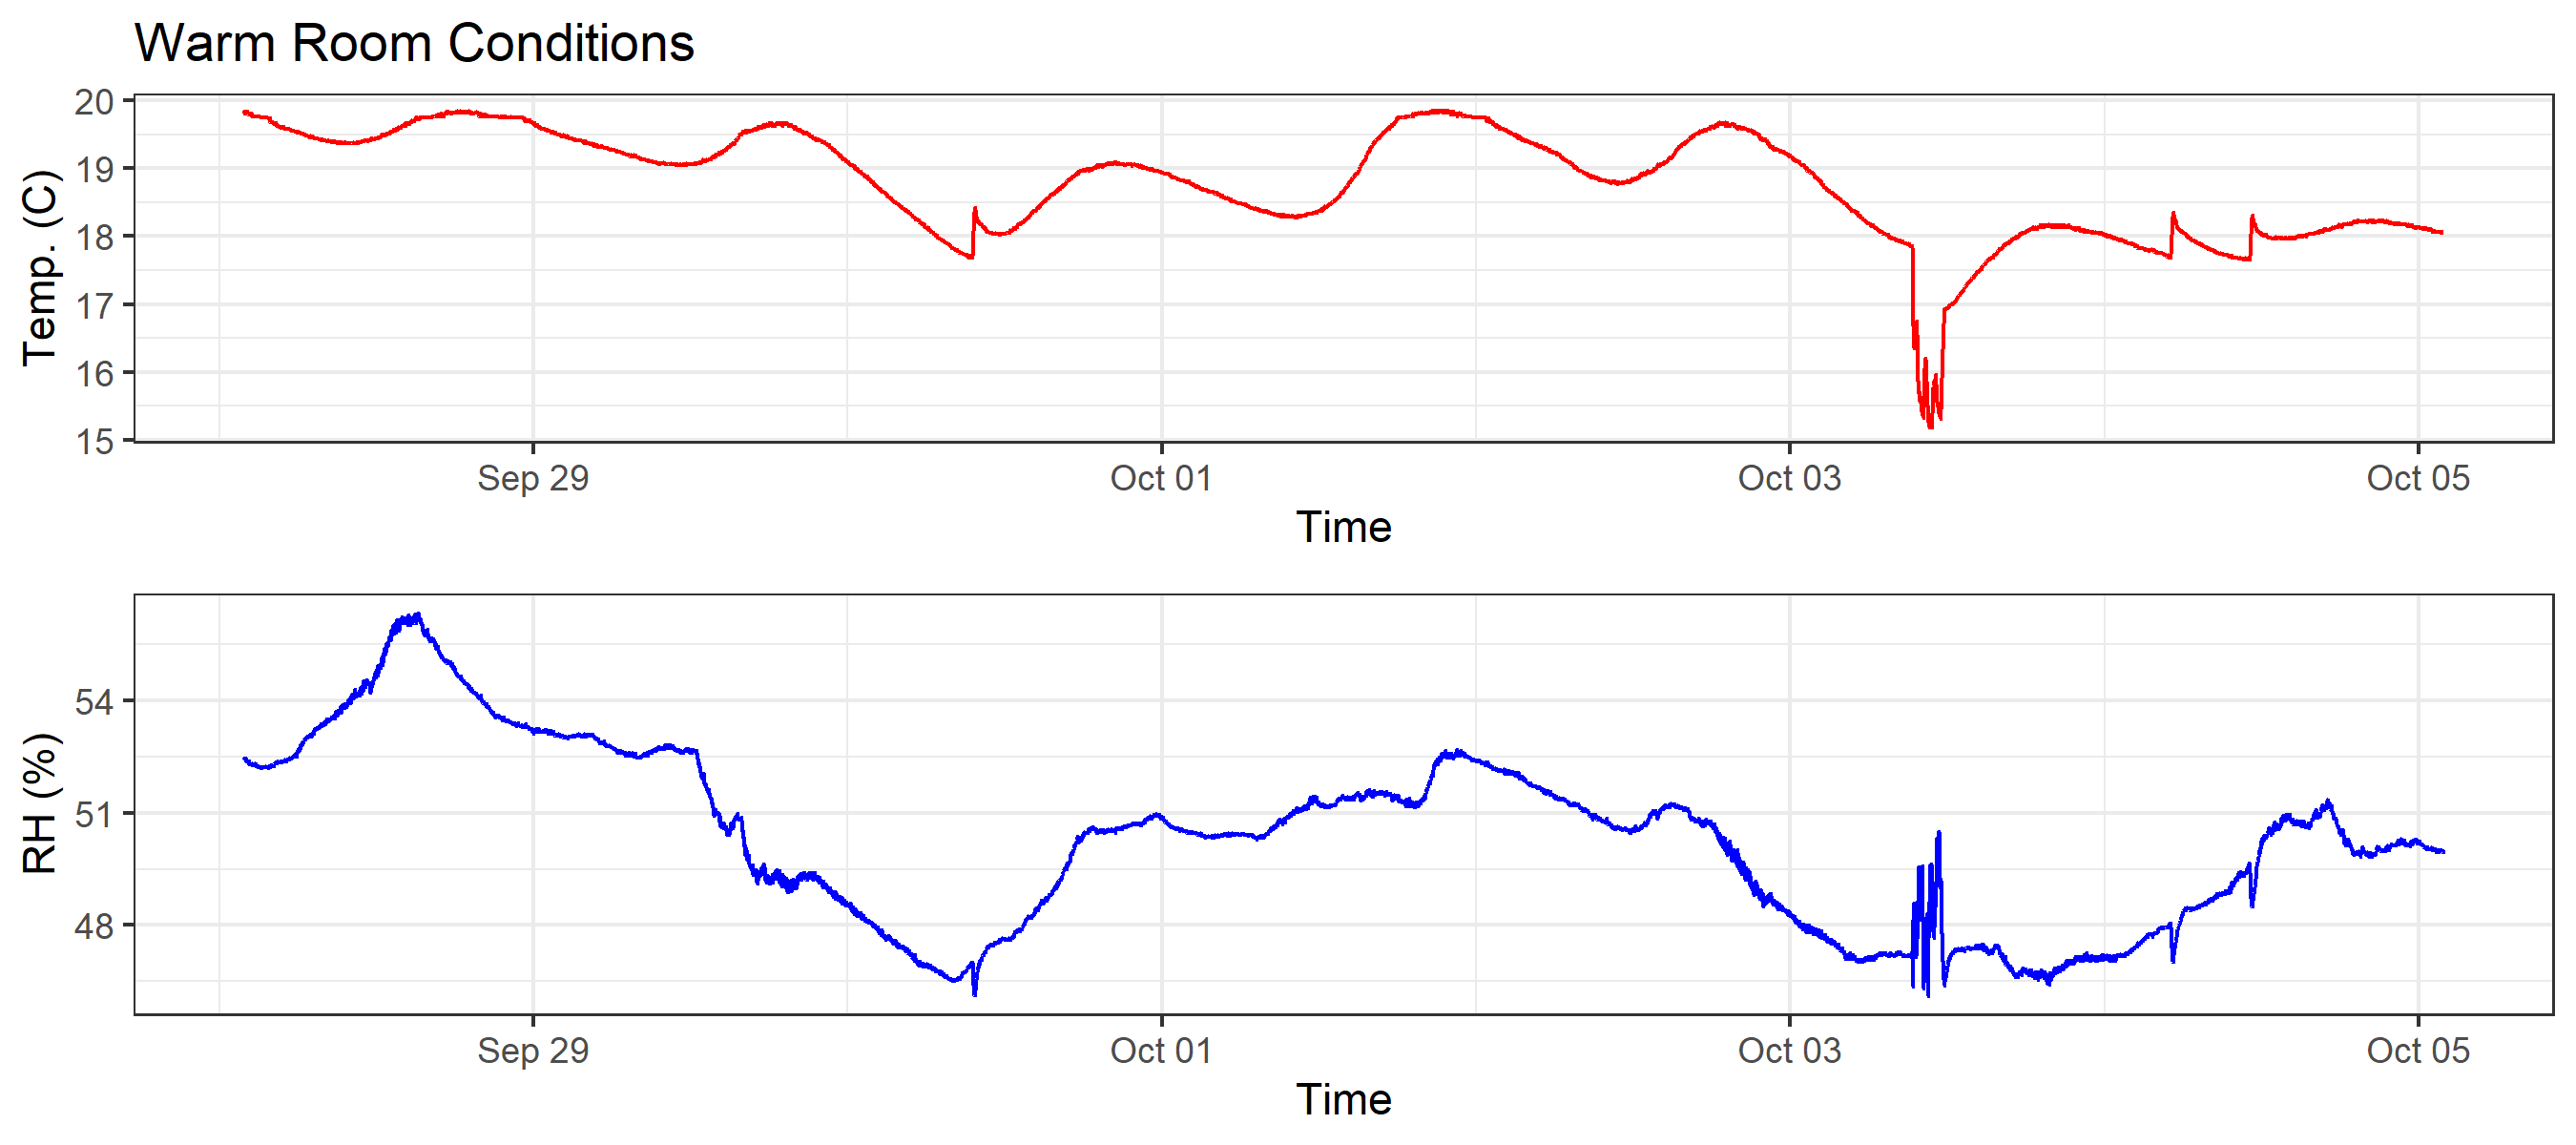 Warm Room Conditions
Temp. (C)
20
19
18
17
16
15
Sep 29 Oct 01 Oct 03 Oct 05
Time
RH (%)
54
51
48
Sep 29 Oct 01 Oct 03 Oct 05
Time